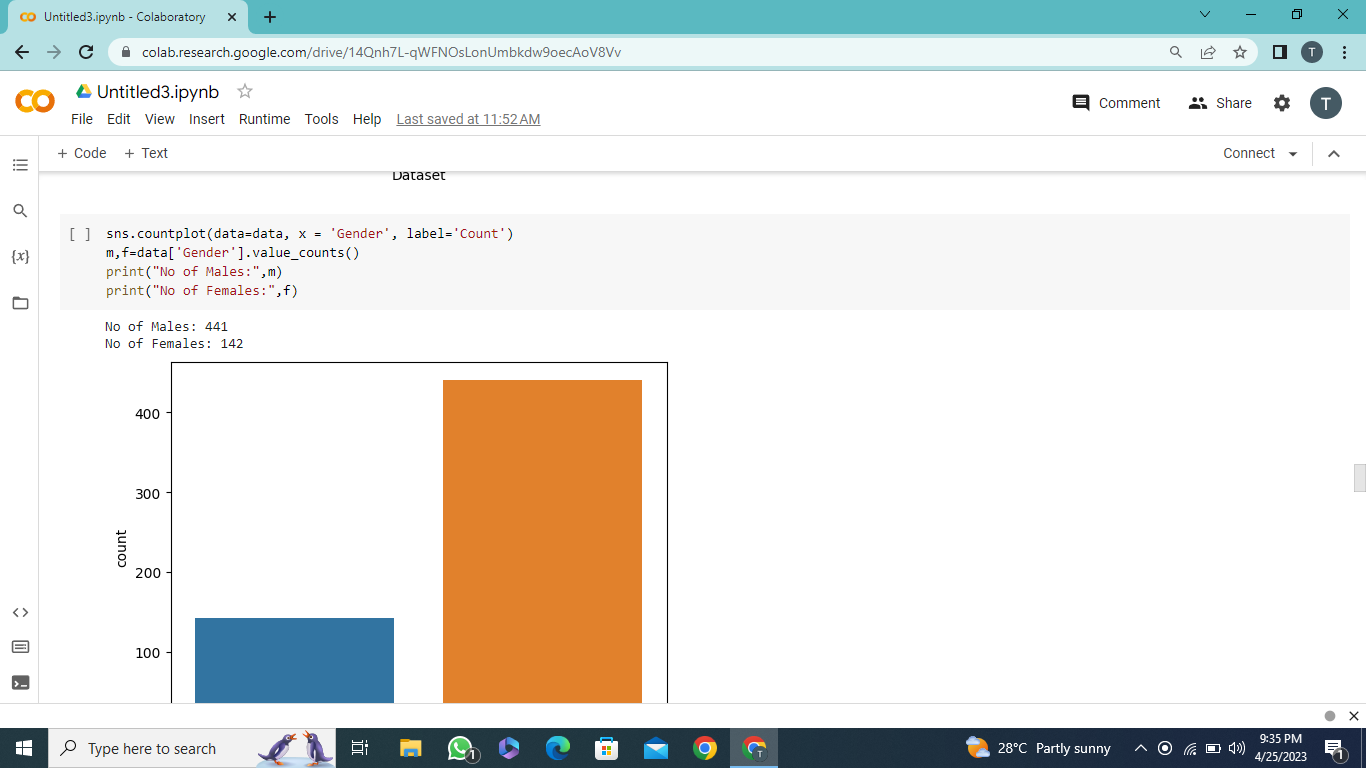 Untitled3.ipynb - Colaboratory
colab.research.google.com/drive/14Qnh7L-qWFNOsLonUmbkdw9oecAoV8Vv
T
Untitled3.ipynb
Comment
Share
T
File Edit View Insert Runtime Tools Help Last saved at 11:52 AM
+ Code + Text
Connect
Dataset
[ ] sns.countplot(data=data, x = 'Gender', label='Count')
m,f=data['Gender'].value_counts()
print("No of Males:",m)
print("No of Females:",f)
{x}
No of Males: 441
No of Females: 142
400
300
count
200
100
Type here to search
1
T
28°C Partly sunny
9:35 PM
4/25/2023
1